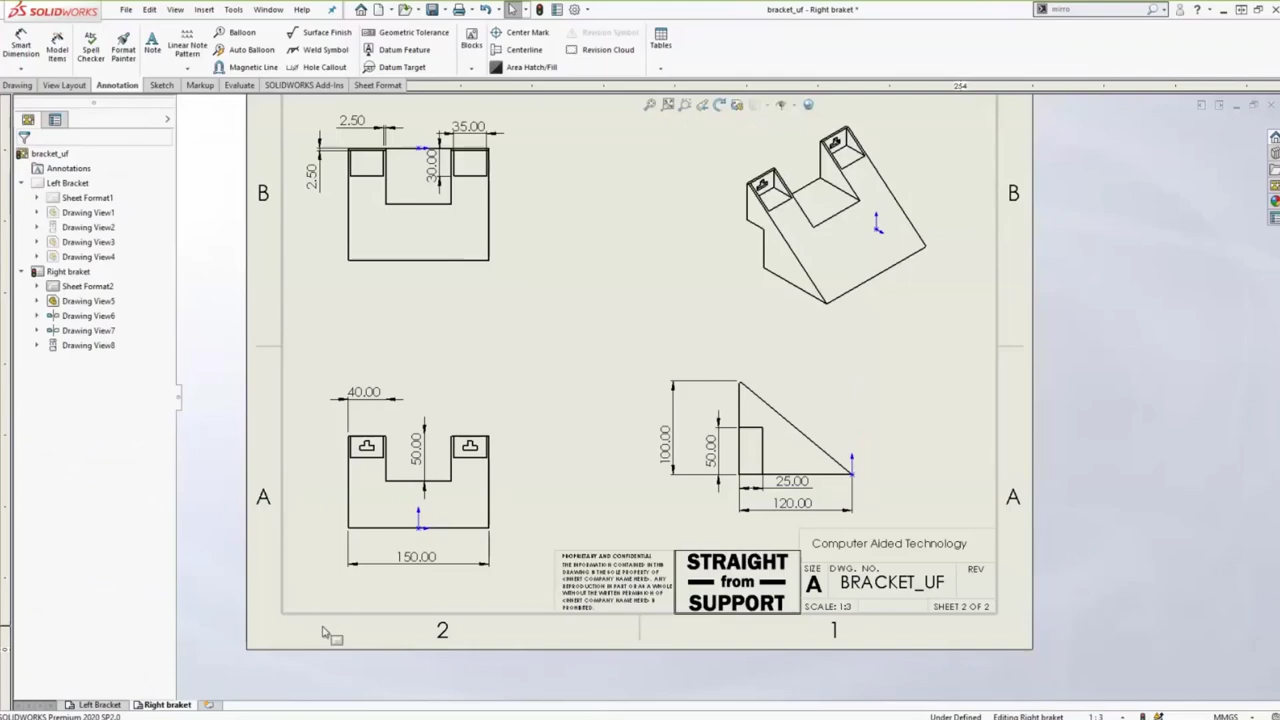 SOLIDWORKS
File
Edit
View
Insert
Tools
Window
Help
bracket_uf - Right braket *
mirro
Smart
Dimension
Model
Items
Spell
Checker
Format
Painter
Note
Linear Note
Pattern
Balloon
Auto Balloon
Magnetic Line
Surface Finish
Weld Symbol
Hole Callout
Geometric Tolerance
Datum Feature
Datum Target
Blocks
Center Mark
Centerline
Area Hatch/Fill
Revision Symbol
Revision Cloud
Tables
Drawing
View Layout
Annotation
Sketch
Markup
Evaluate
SOLIDWORKS Add-Ins
Sheet Format
254
bracket_uf
Annotations
Left Bracket
Sheet Format1
Drawing View1
Drawing View2
Drawing View3
Drawing View4
Right braket
Sheet Format2
Drawing View5
Drawing View6
Drawing View7
Drawing View8
2.50
35.00
2.50
30.00
B
B
40.00
50.00
150.00
100.00
50.00
25.00
120.00
A
A
PROPRIETARY AND CONFIDENTIAL
THE INFORMATION CONTAINED IN THIS
DRAWING IS THE SOLE PROPERTY OF
<INSERT COMPANY NAME HERE>. ANY
REPRODUCTION IN PART OR AS A WHOLE
WITHOUT THE WRITTEN PERMISSION OF
<INSERT COMPANY NAME HERE> IS
PROHIBITED.
STRAIGHT
from
SUPPORT
Computer Aided Technology
SIZE
DWG. NO.
REV
A
BRACKET_UF
SCALE: 1:3
SHEET 2 OF 2
2
1
Left Bracket
Right braket
SOLIDWORKS Premium 2020 SP2.0
Under Defined
Editing Right braket
1 : 3
MMGS